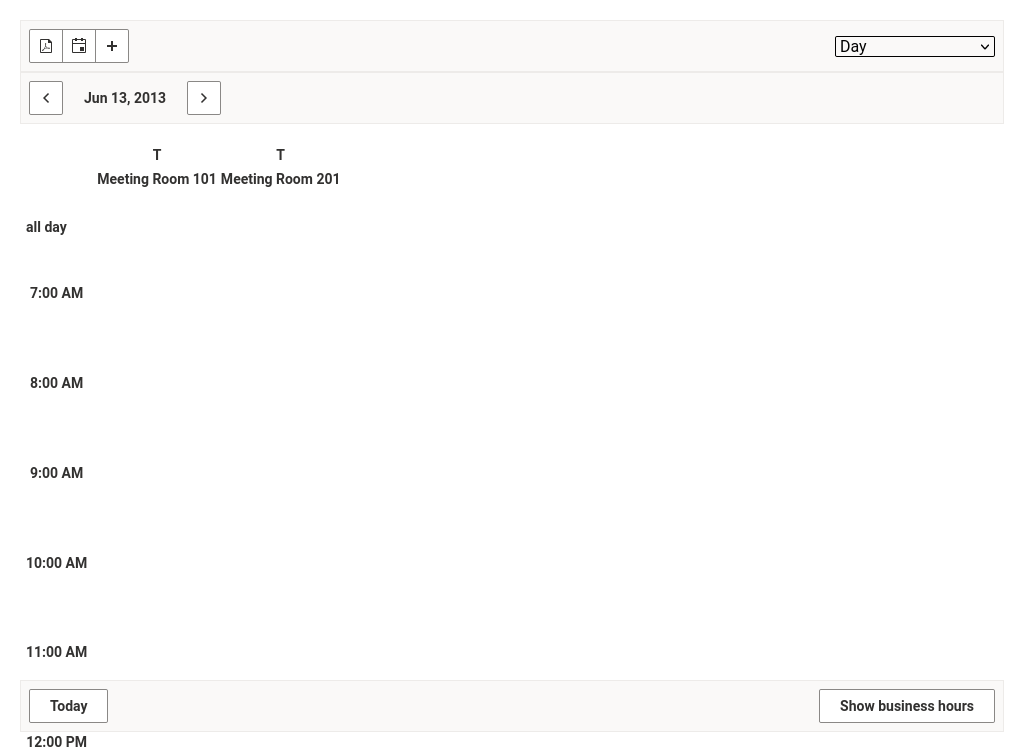 Day
Jun 13, 2013
T T
Meeting Room 101 Meeting Room 201
all day
7:00 AM
8:00 AM
9:00 AM
10:00 AM
11:00 AM
Today Show business hours
12:00 PM